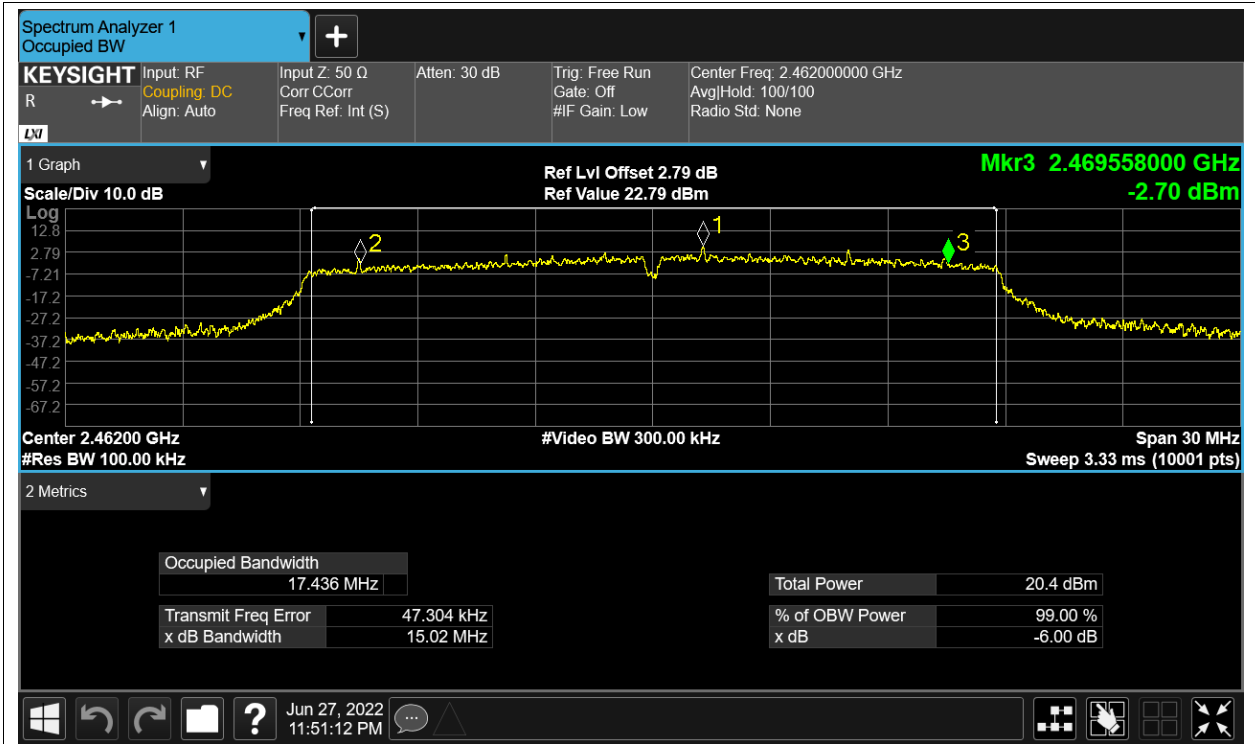 Spectrum Analyzer 1
Occupied BW
▼
+
KEYSIGHT
R
LXI
Input: RF
Coupling: DC
Align: Auto
Input Z: 50 Ω
Corr CCorr
Freq Ref: Int (S)
Atten: 30 dB
Trig: Free Run
Gate: Off
#IF Gain: Low
Center Freq: 2.462000000 GHz
Avg|Hold: 100/100
Radio Std: None
1 Graph
▼
Scale/Div 10.0 dB
Ref Lvl Offset 2.79 dB
Ref Value 22.79 dBm
Mkr3 2.469558000 GHz
-2.70 dBm
Log
12.8
2.79
-7.21
-17.2
-27.2
-37.2
-47.2
-57.2
-67.2
2
1
3
Center 2.46200 GHz
#Res BW 100.00 kHz
#Video BW 300.00 kHz
Span 30 MHz
Sweep 3.33 ms (10001 pts)
2 Metrics
▼
Occupied Bandwidth
17.436 MHz
Transmit Freq Error 47.304 kHz
x dB Bandwidth 15.02 MHz
Total Power 20.4 dBm
% of OBW Power 99.00 %
x dB -6.00 dB
?
Jun 27, 2022
11:51:12 PM